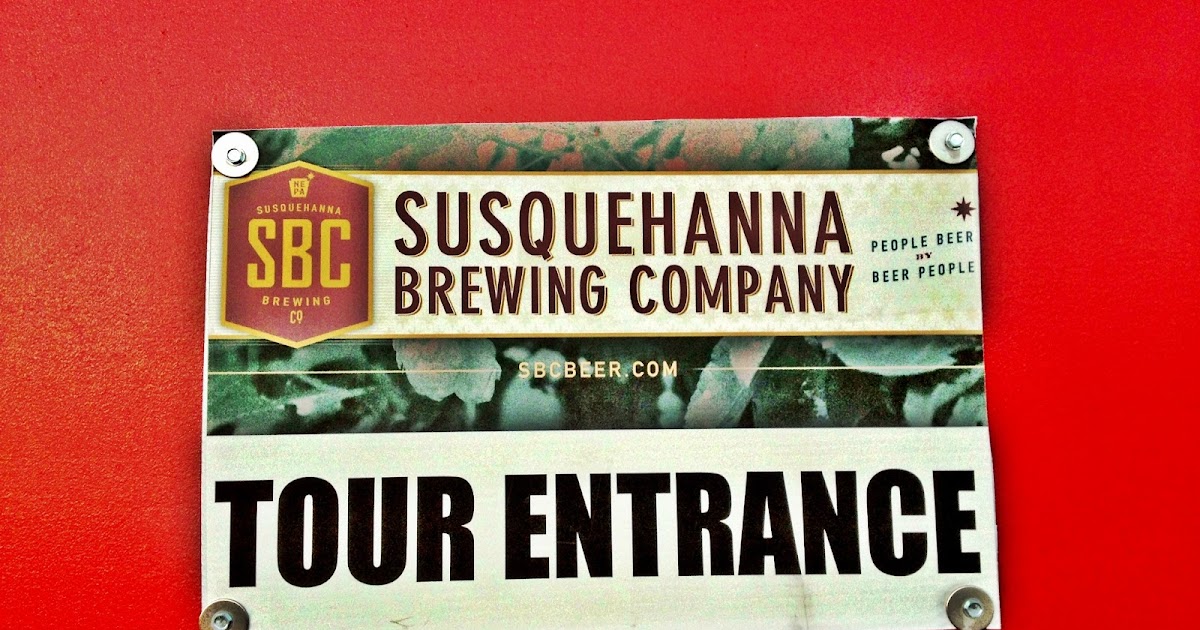 NE
PA
SUSQUEHANNA
SBC
BREWING
CO
SUSQUEHANNA
BREWING COMPANY
PEOPLE BEER
BY
BEER PEOPLE
SBCBEER.COM
TOUR ENTRANCE